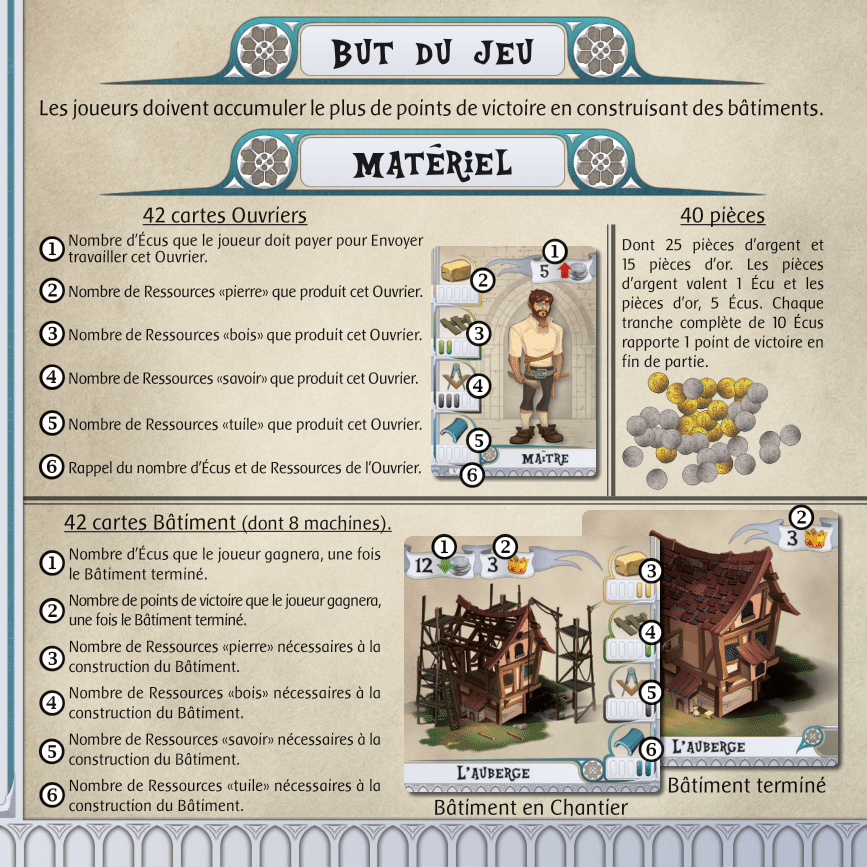 BUT DU JEU
Les joueurs doivent accumuler le plus de points de victoire en construisant des bâtiments.
MATÉRIEL
42 cartes Ouvriers
1 Nombre d'Écus que le joueur doit payer pour Envoyer
travailler cet Ouvrier.
2 Nombre de Ressources «pierre» que produit cet Ouvrier.
3 Nombre de Ressources «bois» que produit cet Ouvrier.
4 Nombre de Ressources «savoir» que produit cet Ouvrier.
5 Nombre de Ressources «tuile» que produit cet Ouvrier.
6 Rappel du nombre d'Écus et de Ressources de l'Ouvrier.
1
5
2
3
4
5
MAÎTRE
6
40 pièces
Dont 25 pièces d'argent et
15 pièces d'or. Les pièces
d'argent valent 1 Écu et les
pièces d'or, 5 Écus. Chaque
tranche complète de 10 Écus
rapporte 1 point de victoire en
fin de partie.
42 cartes Bâtiment (dont 8 machines).
1 Nombre d'Écus que le joueur gagnera, une fois
le Bâtiment terminé.
2 Nombre de points de victoire que le joueur gagnera,
une fois le Bâtiment terminé.
3 Nombre de Ressources «pierre» nécessaires à la
construction du Bâtiment.
4 Nombre de Ressources «bois» nécessaires à la
construction du Bâtiment.
5 Nombre de Ressources «savoir» nécessaires à la
construction du Bâtiment.
6 Nombre de Ressources «tuile» nécessaires à la
construction du Bâtiment.
1 2
12 3
3
4
5
6
L'AUBERGE
Bâtiment en Chantier
2
3
L'AUBERGE
Bâtiment terminé